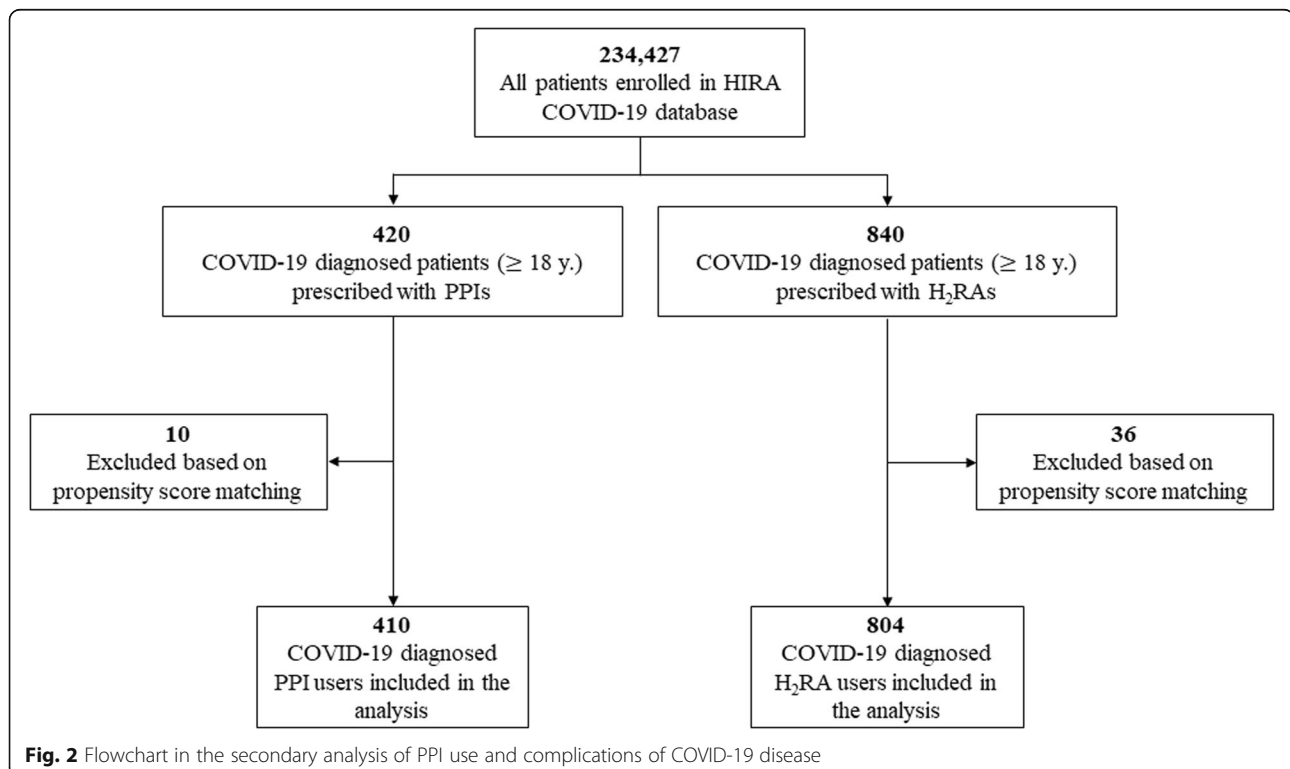 234,427
All patients enrolled in HIRA
COVID-19 database
420
COVID-19 diagnosed patients (≥ 18 y.)
prescribed with PPIs
840
COVID-19 diagnosed patients (≥ 18 y.)
prescribed with H₂RAs
10
Excluded based on
propensity score matching
36
Excluded based on
propensity score matching
410
COVID-19 diagnosed
PPI users included in the
analysis
804
COVID-19 diagnosed
H₂RA users included in
the analysis
Fig. 2 Flowchart in the secondary analysis of PPI use and complications of COVID-19 disease